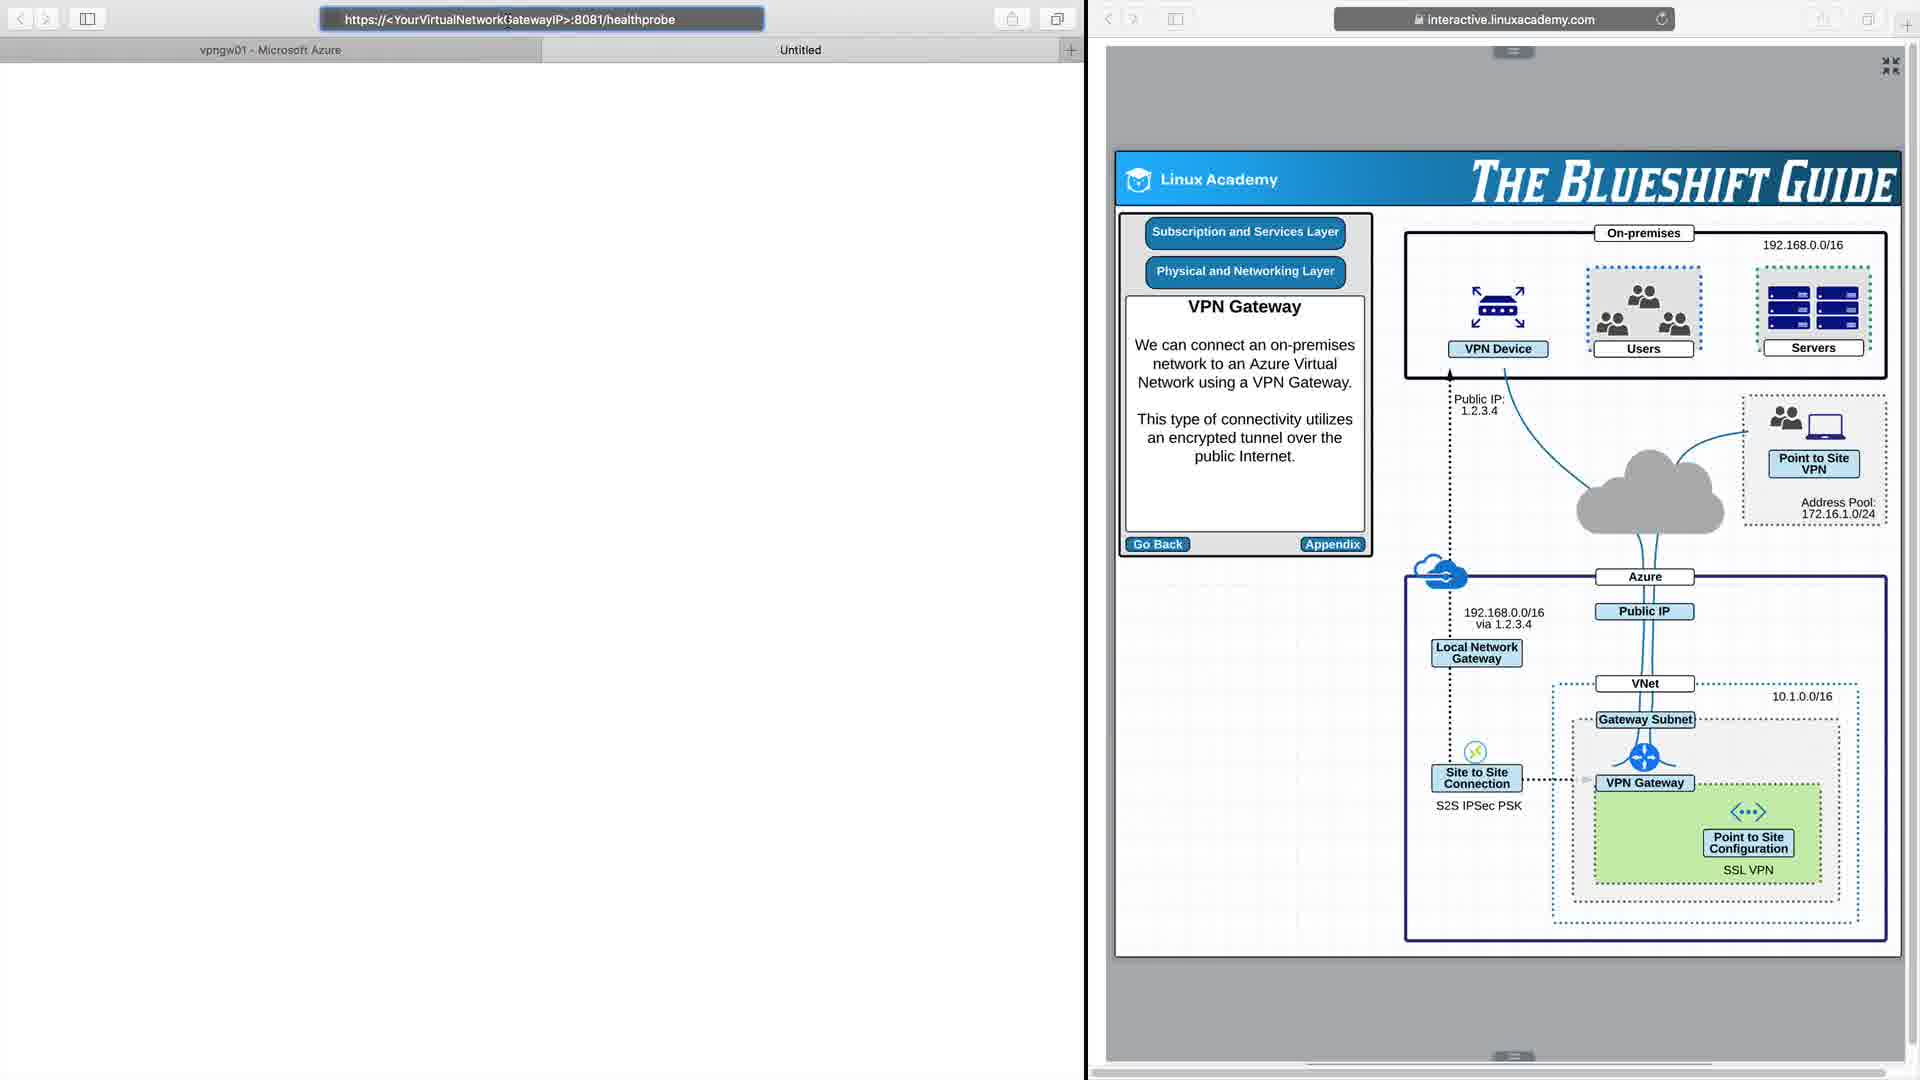 https://<YourVirtualNetworkGatewayIP>:8081/healthprobe
vpngw01 - Microsoft Azure
Untitled
interactive.linuxacademy.com
Linux Academy
THE BLUESHIFT GUIDE
Subscription and Services Layer
Physical and Networking Layer
VPN Gateway
We can connect an on-premises
network to an Azure Virtual
Network using a VPN Gateway.
This type of connectivity utilizes
an encrypted tunnel over the
public Internet.
Go Back
Appendix
On-premises
192.168.0.0/16
VPN Device
Users
Servers
Public IP:
1.2.3.4
Point to Site
VPN
Address Pool:
172.16.1.0/24
Azure
Public IP
192.168.0.0/16
via 1.2.3.4
Local Network
Gateway
VNet
10.1.0.0/16
Gateway Subnet
Site to Site
Connection
S2S IPSec PSK
VPN Gateway
Point to Site
Configuration
SSL VPN